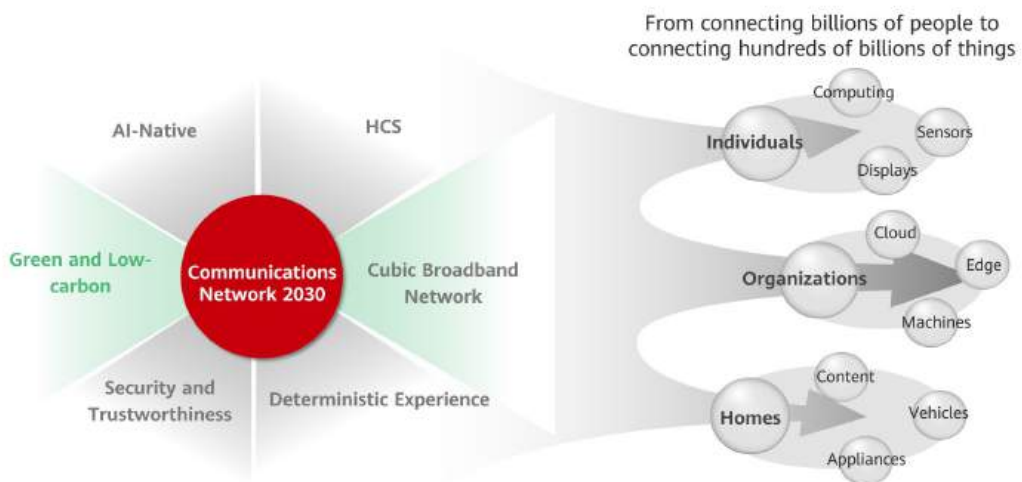 From connecting billions of people to
connecting hundreds of billions of things
AI-Native
HCS
Green and Low-
carbon
Communications
Network 2030
Cubic Broadband
Network
Security and
Trustworthiness
Deterministic Experience
Individuals
Computing
Sensors
Displays
Organizations
Cloud
Edge
Machines
Homes
Content
Vehicles
Appliances